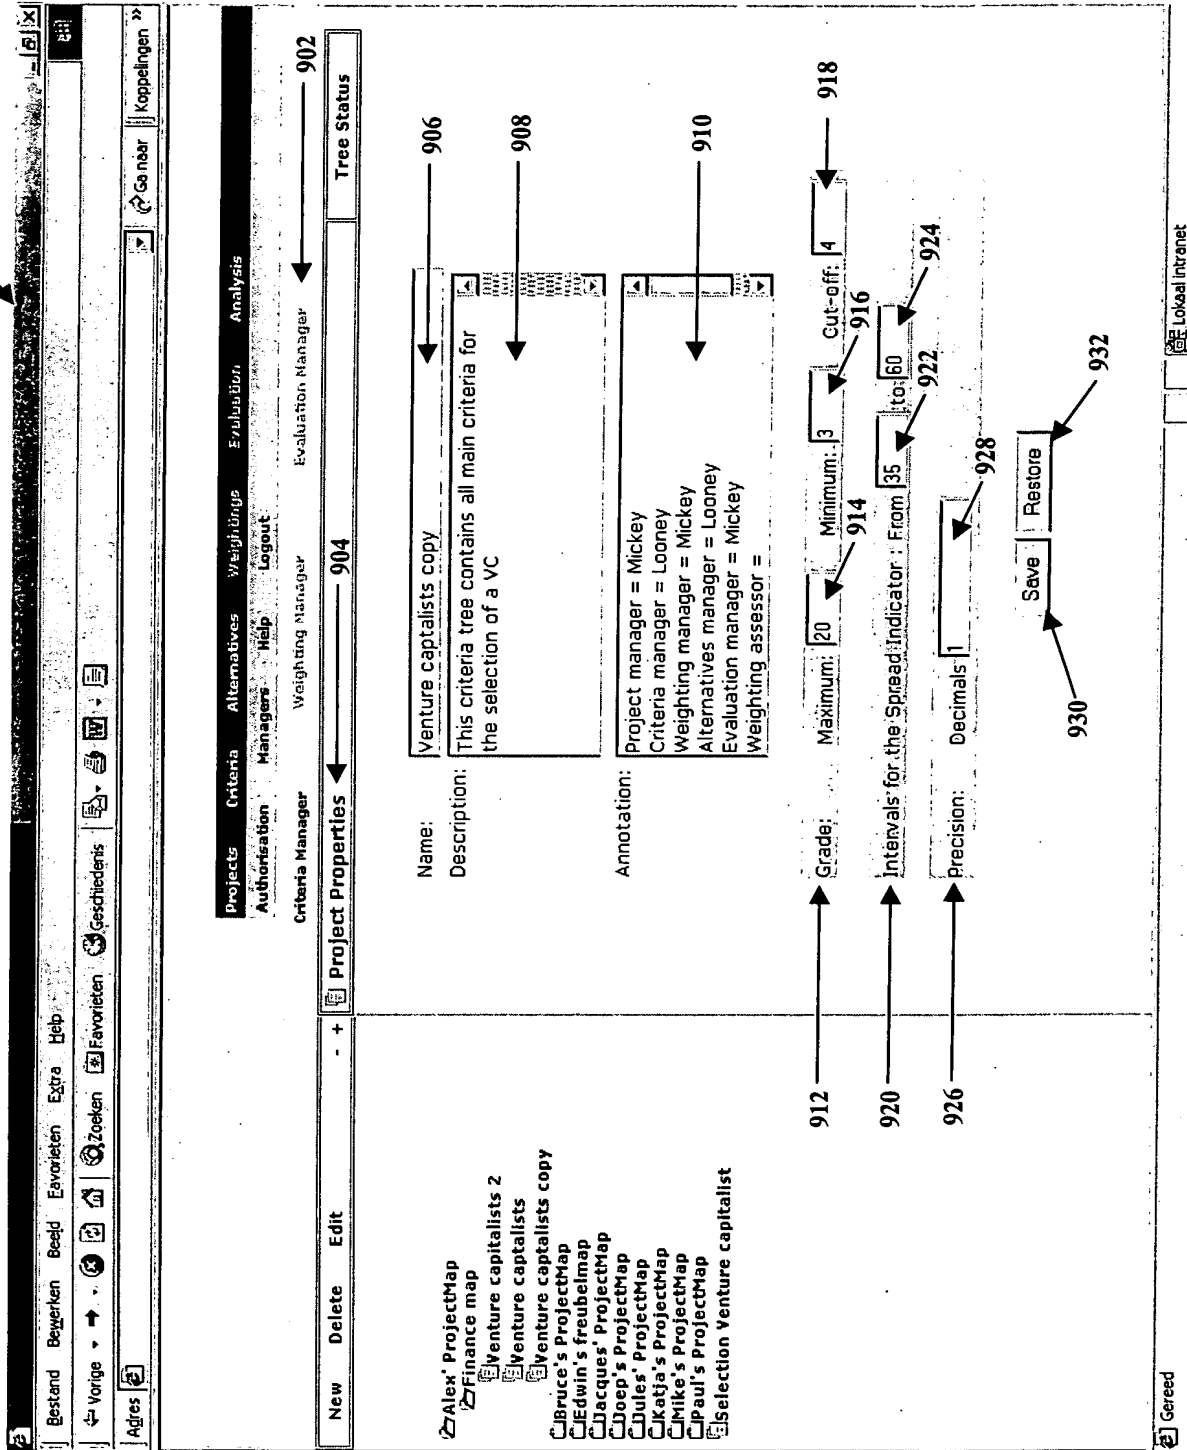 Bestand Bewerken Beeld Favorieten Extra Help
Vorige Zoeken Favorieten Geschiedenis
Adres Ga naar Koppelingen »
Projects Criteria Alternatives Weightings Evaluation Analysis
Authorisation Managers Help Logout
Criteria Manager Weighting Manager Evaluation Manager 902
New Delete Edit - + Project Properties 904 Tree Status
Alex' ProjectMap
Finance map
Venture capitalists 2
Venture captalists
Venture captalists copy
Bruce's ProjectMap
Edwin's freubelmap
Jacques' ProjectMap
Joep's ProjectMap
Jules' ProjectMap
Katja's ProjectMap
Mike's ProjectMap
Paul's ProjectMap
Selection Venture capitalist
Name: Venture captalists copy 906
Description: This criteria tree contains all main criteria for
the selection of a VC
908
Annotation: Project manager = Mickey
Criteria manager = Looney
Weighting manager = Mickey
Alternatives manager = Looney
Evaluation manager = Mickey
Weighting assessor =
910
912 Grade: Maximum: 20 Minimum: 3 Cut-off: 4 918
914 916
920 Intervals for the Spread Indicator : From 35 to 60 924
922
926 Precision: Decimals 1 928
Save Restore
930 932
Gereed Lokaal intranet